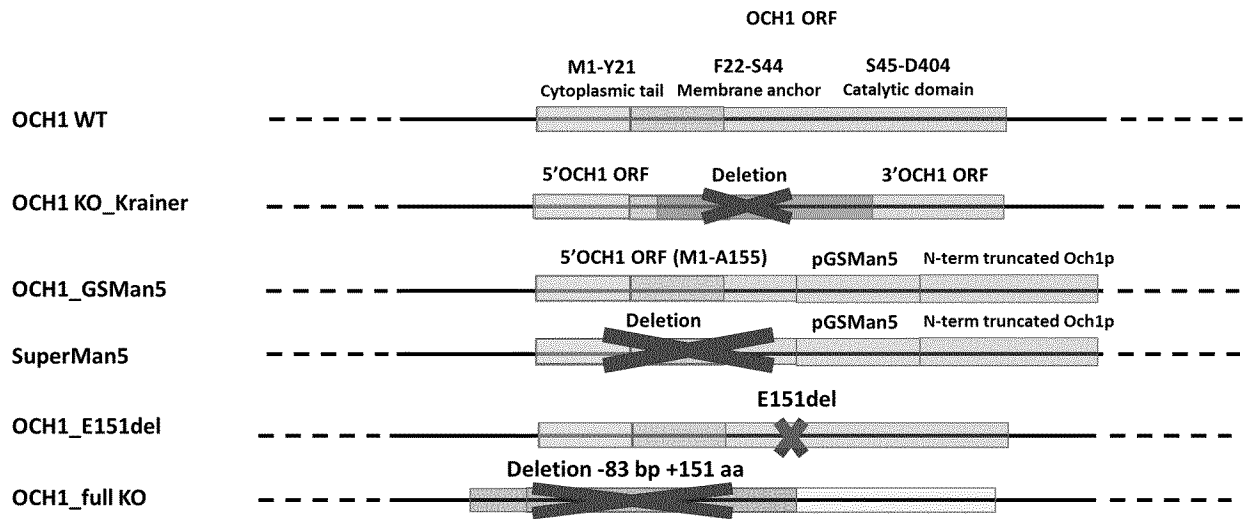 OCH1 ORF
M1-Y21 F22-S44 S45-D404
Cytoplasmic tail Membrane anchor Catalytic domain
OCH1 WT
5'OCH1 ORF Deletion 3'OCH1 ORF
OCH1 KO_Krainer
5'OCH1 ORF (M1-A155) pGSMan5 N-term truncated Och1p
OCH1_GSMan5
Deletion pGSMan5 N-term truncated Och1p
SuperMan5
E151del
OCH1_E151del
Deletion -83 bp +151 aa
OCH1_full KO